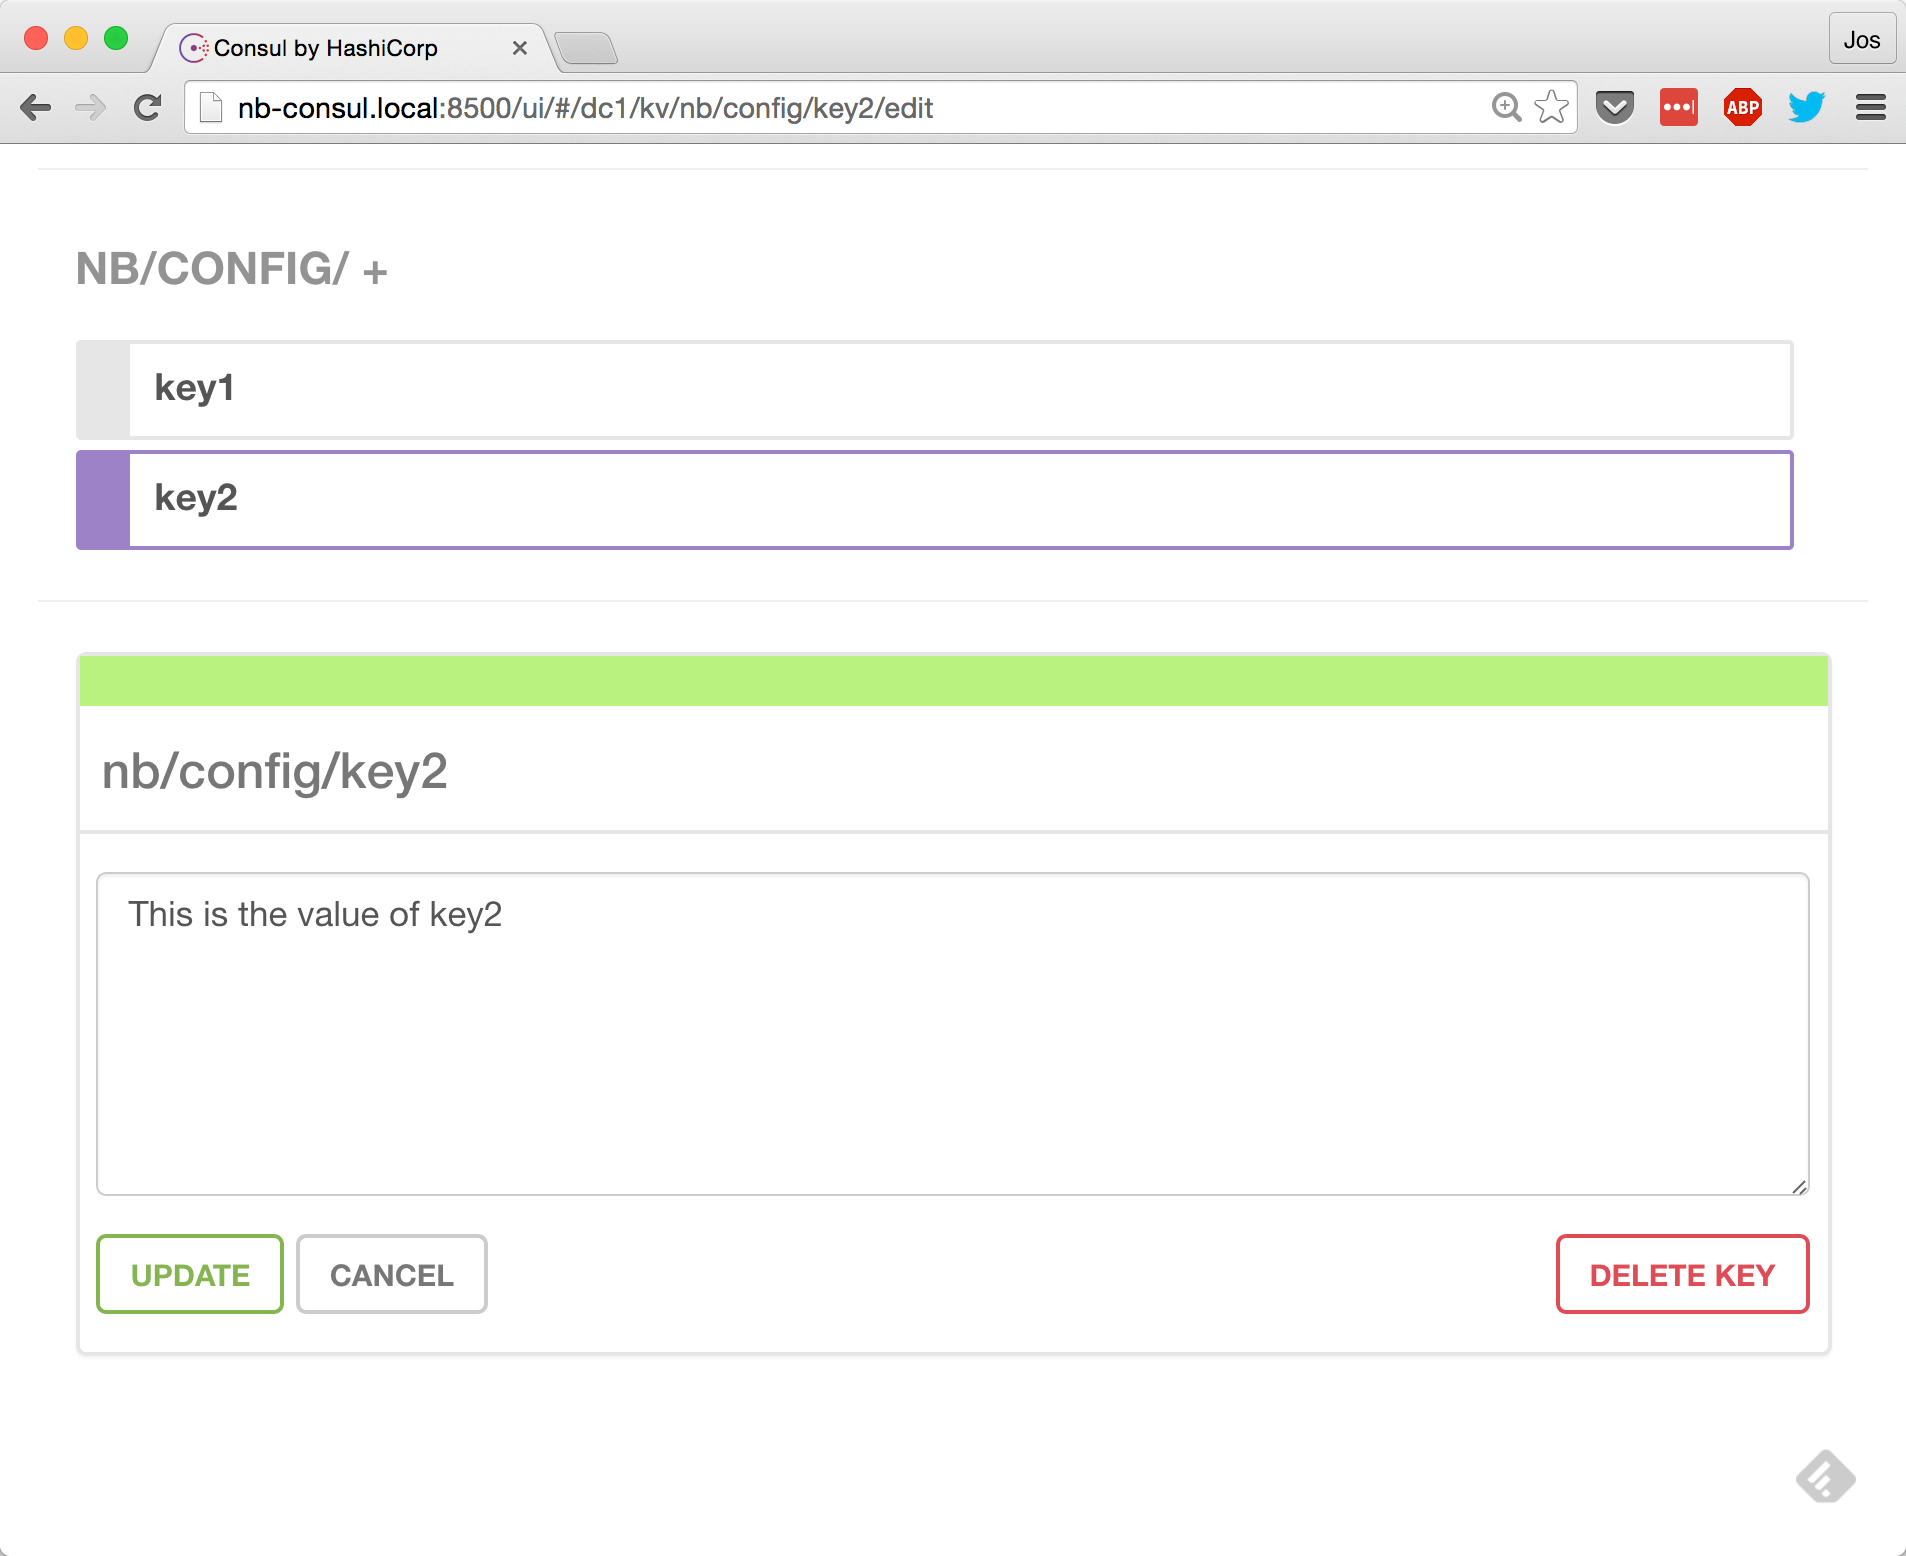 Consul by HashiCorp
Jos
nb-consul.local:8500/ui/#/dc1/kv/nb/config/key2/edit
ABP
NB/CONFIG/ +
key1
key2
nb/config/key2
This is the value of key2
UPDATE
CANCEL
DELETE KEY